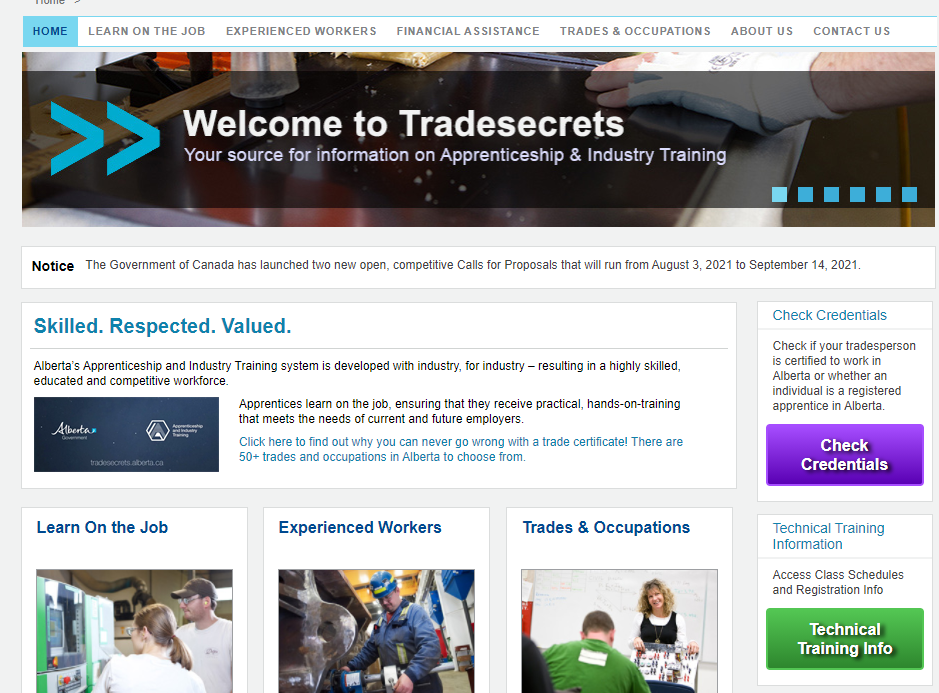 Home >
HOME LEARN ON THE JOB EXPERIENCED WORKERS FINANCIAL ASSISTANCE TRADES & OCCUPATIONS ABOUT US CONTACT US
Welcome to Tradesecrets
Your source for information on Apprenticeship & Industry Training
Notice The Government of Canada has launched two new open, competitive Calls for Proposals that will run from August 3, 2021 to September 14, 2021.
Skilled. Respected. Valued.
Alberta's Apprenticeship and Industry Training system is developed with industry, for industry – resulting in a highly skilled,
educated and competitive workforce.
Alberta
Government
Apprenticeship
and Industry
Training
tradesecrets.alberta.ca
Apprentices learn on the job, ensuring that they receive practical, hands-on-training
that meets the needs of current and future employers.
Click here to find out why you can never go wrong with a trade certificate! There are
50+ trades and occupations in Alberta to choose from.
Check Credentials
Check if your tradesperson
is certified to work in
Alberta or whether an
individual is a registered
apprentice in Alberta.
Check
Credentials
Learn On the Job
Experienced Workers
Trades & Occupations
Technical Training
Information
Access Class Schedules
and Registration Info
Technical
Training Info